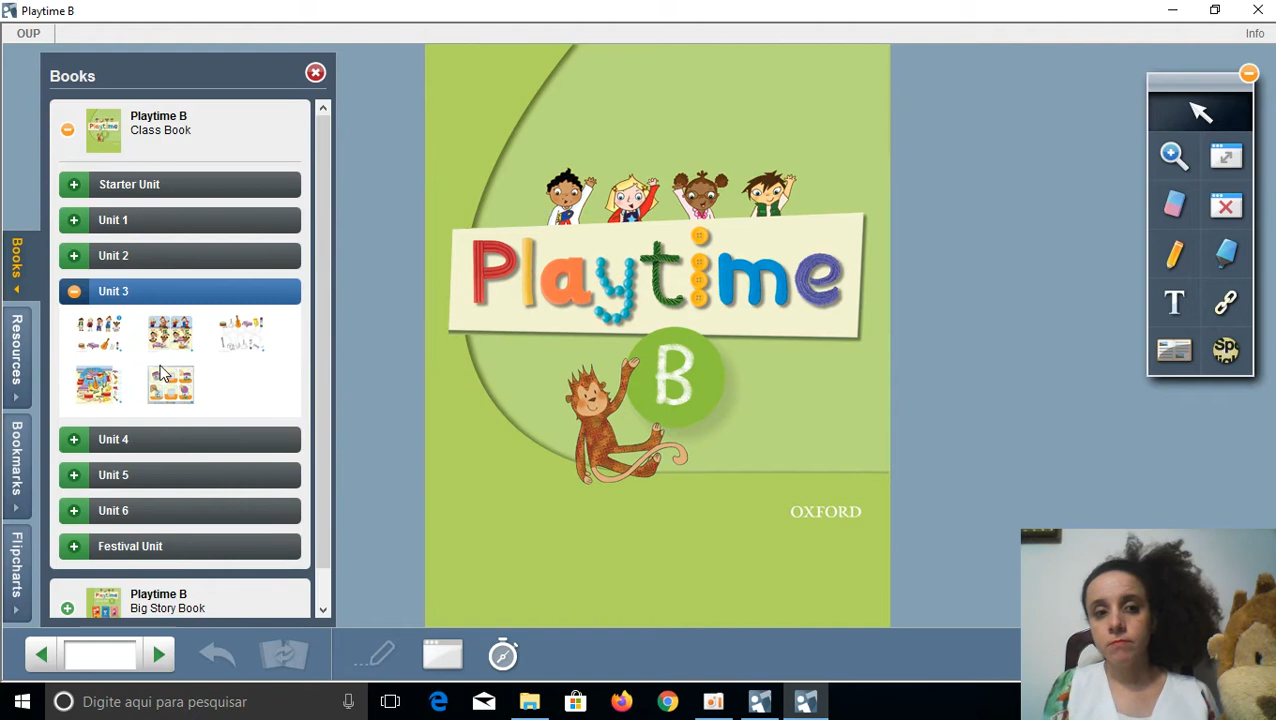 Playtime B
OUP
Info
Books
Playtime B
Class Book
Starter Unit
Unit 1
Unit 2
Unit 3
Unit 4
Unit 5
Unit 6
Festival Unit
Playtime B
Big Story Book
Books
Resources
Bookmarks
Flipcharts
Playtime
B
OXFORD
T
Sp
Digite aqui para pesquisar